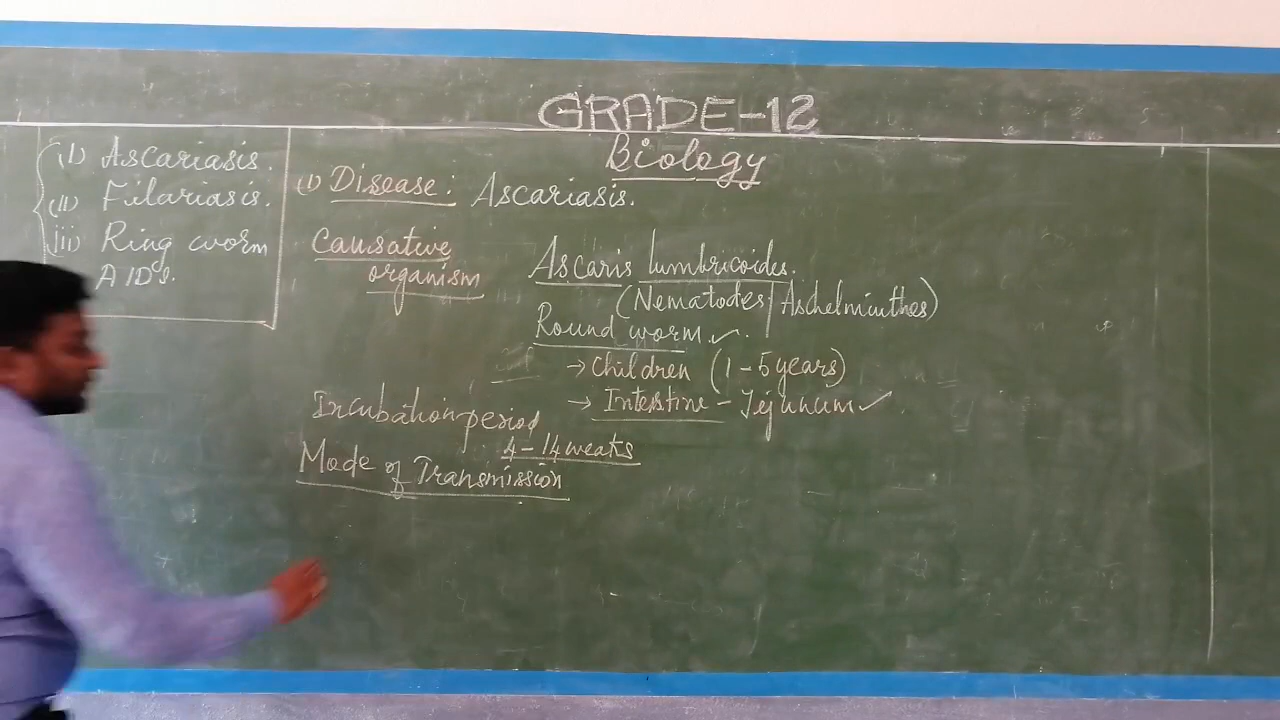 GRADE-12
Biology
(i) Ascariasis.
(ii) Filariasis.
iii) Ring worm
AIDs.
(1) Disease: Ascariasis.
Causative organism
Ascaris lumbricoides.
(Nematodes/Aschelminthes)
Round worm ✓.
→ Children (1-5 years)
→ Intestine - Jejunum ✓
Incubation period
4-14 weaks
Mode of Transmission